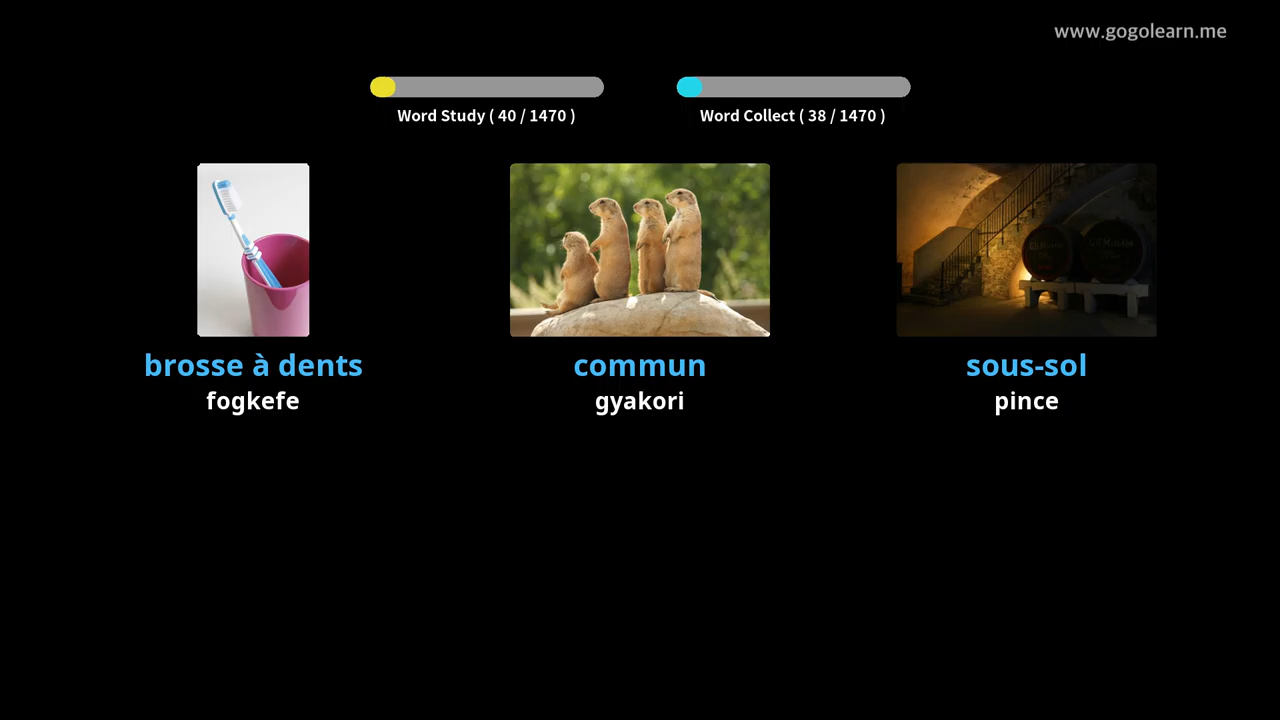 www.gogolearn.me
Word Study ( 40 / 1470 )
Word Collect ( 38 / 1470 )
brosse à dents
fogkefe
commun
gyakori
sous-sol
pince